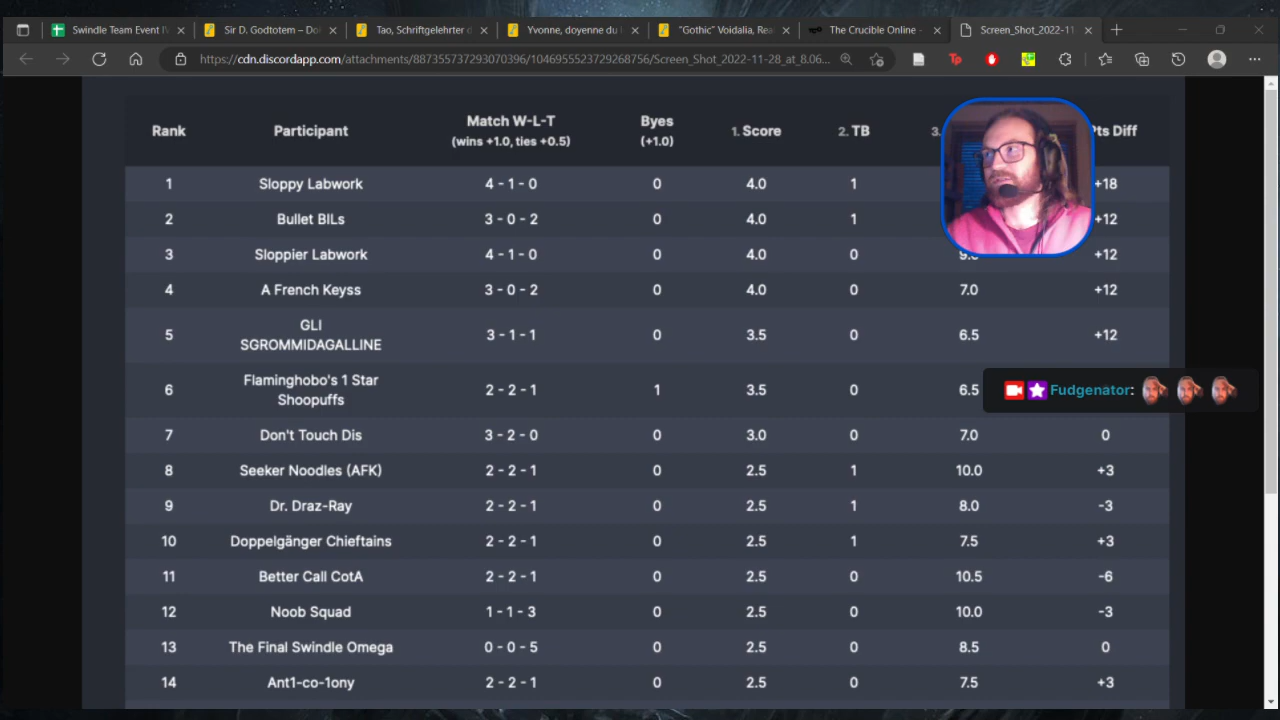 Swindle Team Event I
Sir D. Godtotem – Do
Tao, Schriftgelehrter d
Yvonne, doyenne du l
"Gothic" Voidalia, Rea
The Crucible Online -
Screen_Shot_2022-11
https://cdn.discordapp.com/attachments/887355737293070396/1046955523729268756/Screen_Shot_2022-11-28_at_8.06...
Rank Participant Match W-L-T (wins +1.0, ties +0.5) Byes (+1.0) 1. Score 2. TB 3. Pts Diff
1 Sloppy Labwork 4 - 1 - 0 0 4.0 1 +18
2 Bullet BILs 3 - 0 - 2 0 4.0 1 +12
3 Sloppier Labwork 4 - 1 - 0 0 4.0 0 +12
4 A French Keyss 3 - 0 - 2 0 4.0 0 7.0 +12
5 GLI SGROMMIDAGALLINE 3 - 1 - 1 0 3.5 0 6.5 +12
6 Flaminghobo's 1 Star Shoopuffs 2 - 2 - 1 1 3.5 0 6.5
Fudgenator:
7 Don't Touch Dis 3 - 2 - 0 0 3.0 0 7.0 0
8 Seeker Noodles (AFK) 2 - 2 - 1 0 2.5 1 10.0 +3
9 Dr. Draz-Ray 2 - 2 - 1 0 2.5 1 8.0 -3
10 Doppelgänger Chieftains 2 - 2 - 1 0 2.5 1 7.5 +3
11 Better Call CotA 2 - 2 - 1 0 2.5 0 10.5 -6
12 Noob Squad 1 - 1 - 3 0 2.5 0 10.0 -3
13 The Final Swindle Omega 0 - 0 - 5 0 2.5 0 8.5 0
14 Ant1-co-1ony 2 - 2 - 1 0 2.5 0 7.5 +3